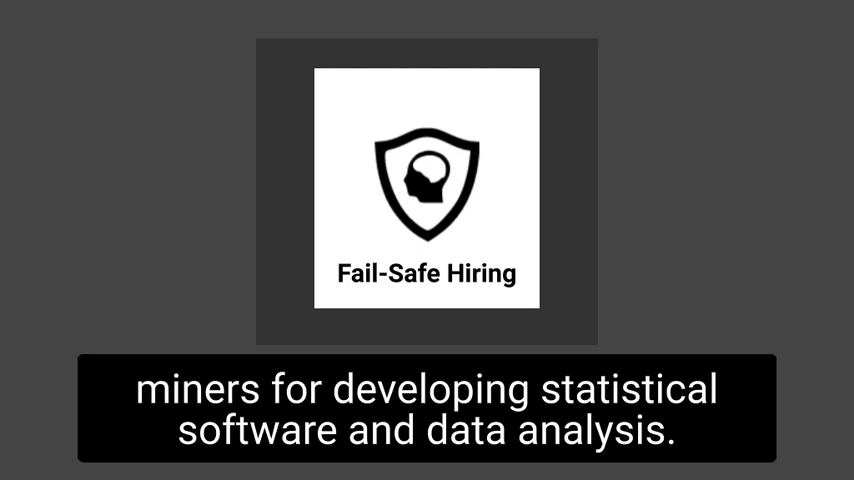 Fail-Safe Hiring
miners for developing statistical
software and data analysis.